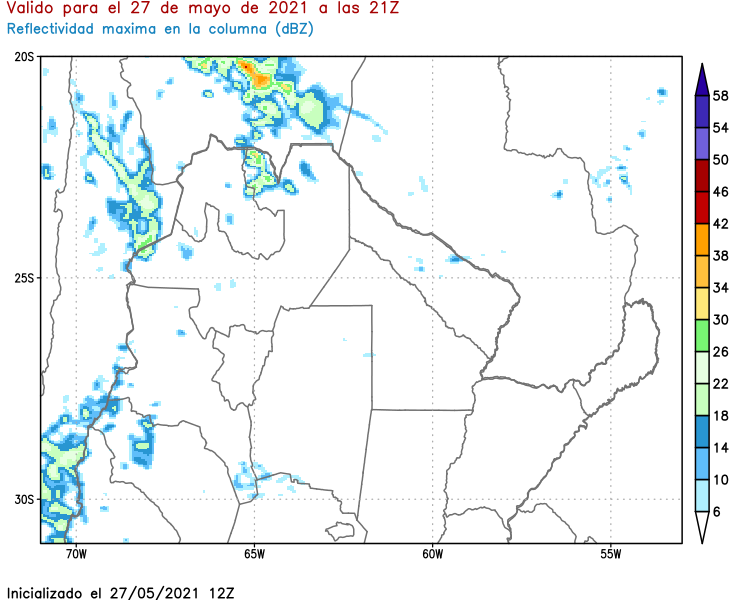 Valido para el 27 de mayo de 2021 a las 21Z
Reflectividad maxima en la columna (dBZ)
20S
25S
30S
70W
65W
60W
55W
58
54
50
46
42
38
34
30
26
22
18
14
10
6
Inicializado el 27/05/2021 12Z